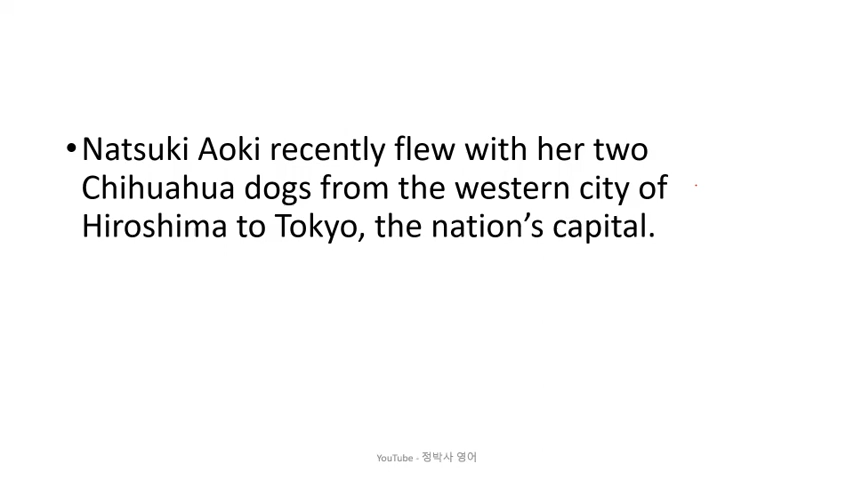 •Natsuki Aoki recently flew with her two
Chihuahua dogs from the western city of
Hiroshima to Tokyo, the nation’s capital.
YouTube - 정박사 영어